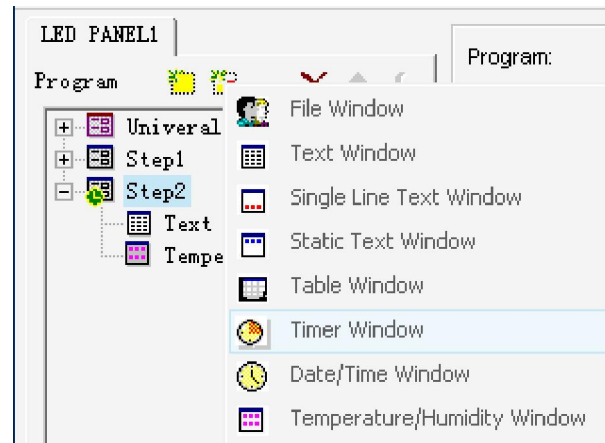 LED PANEL1
Program
Program:
Univeral
Step1
Step2
Text
Tempe
File Window
Text Window
Single Line Text Window
Static Text Window
Table Window
Timer Window
Date/Time Window
Temperature/Humidity Window